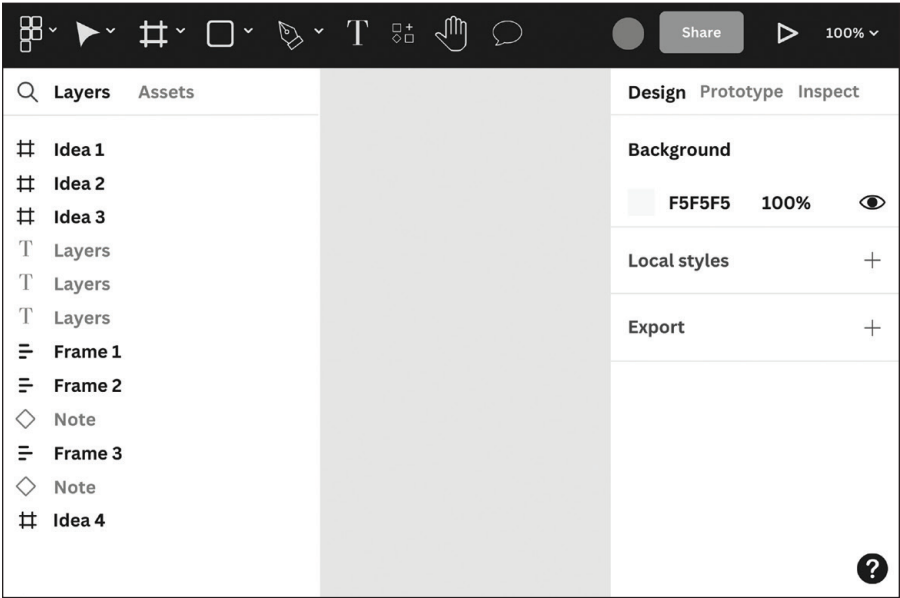 T
Share
100%
Layers Assets
Idea 1
Idea 2
Idea 3
T Layers
T Layers
T Layers
Frame 1
Frame 2
Note
Frame 3
Note
Idea 4
Design Prototype Inspect
Background
F5F5F5 100%
Local styles +
Export +
?